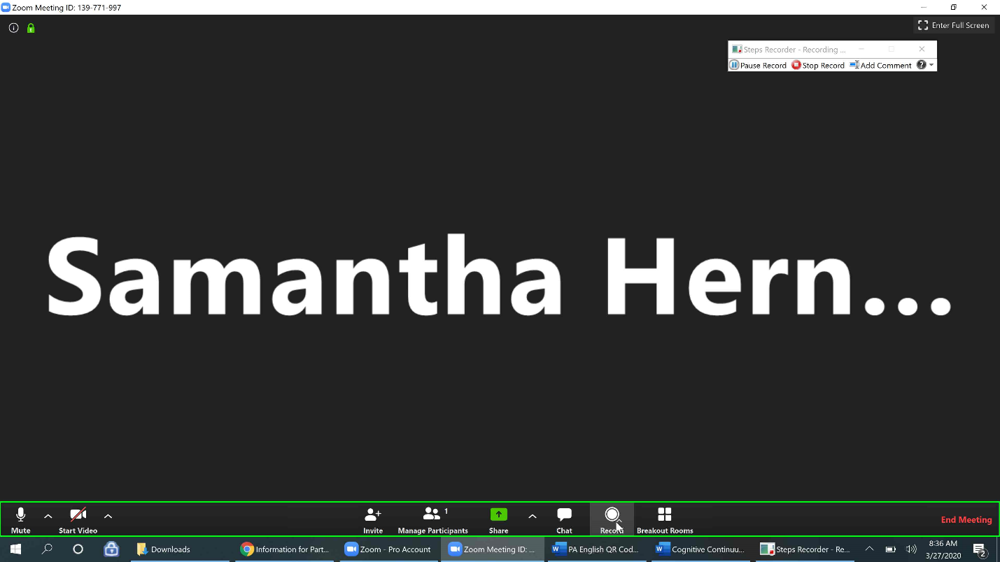 Zoom Meeting ID: 139-771-997
Enter Full Screen
Steps Recorder - Recording ...
Pause Record Stop Record Add Comment
Samantha Hern...
Mute Start Video Invite Manage Participants 1 Share Chat Record Breakout Rooms End Meeting
Downloads Information for Part... Zoom - Pro Account Zoom Meeting ID: ... PA English QR Cod... Cognitive Continuu... Steps Recorder - Re... 8:36 AM
3/27/2020 2